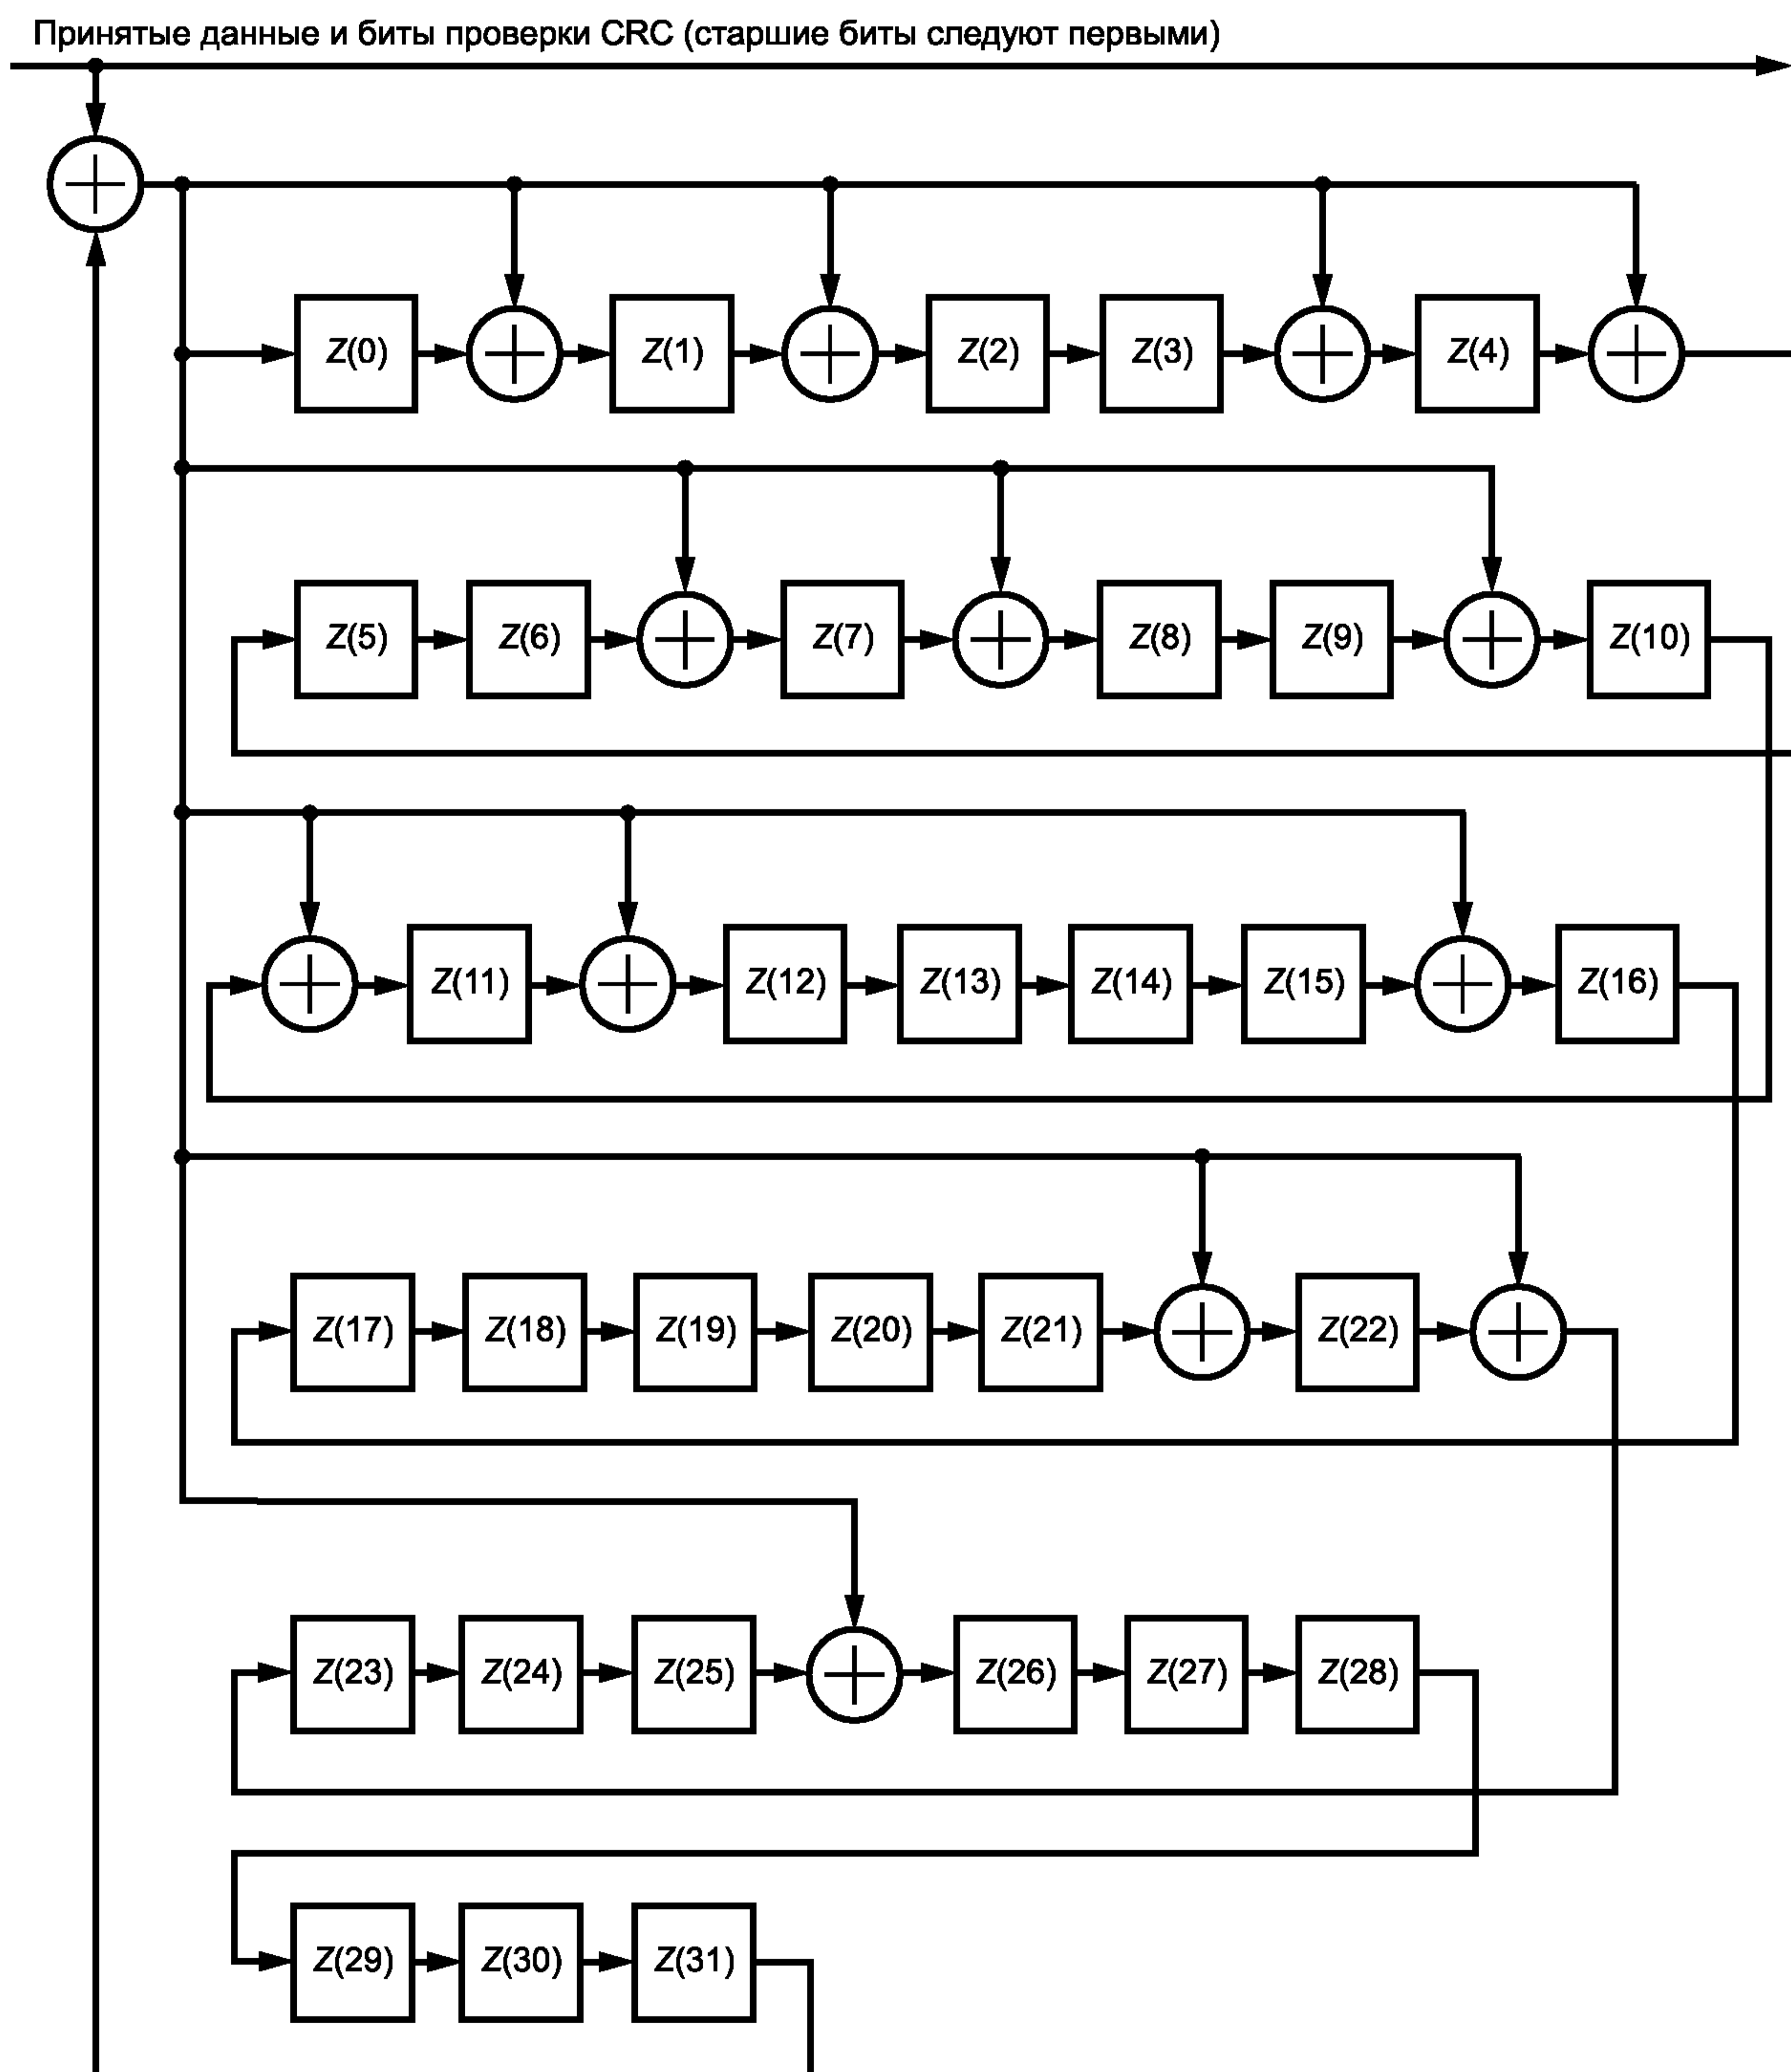 Принятые данные и биты проверки CRC (старшие биты следуют первыми)
Z(0) Z(1) Z(2) Z(3) Z(4)
Z(5) Z(6) Z(7) Z(8) Z(9) Z(10)
Z(11) Z(12) Z(13) Z(14) Z(15) Z(16)
Z(17) Z(18) Z(19) Z(20) Z(21) Z(22)
Z(23) Z(24) Z(25) Z(26) Z(27) Z(28)
Z(29) Z(30) Z(31)